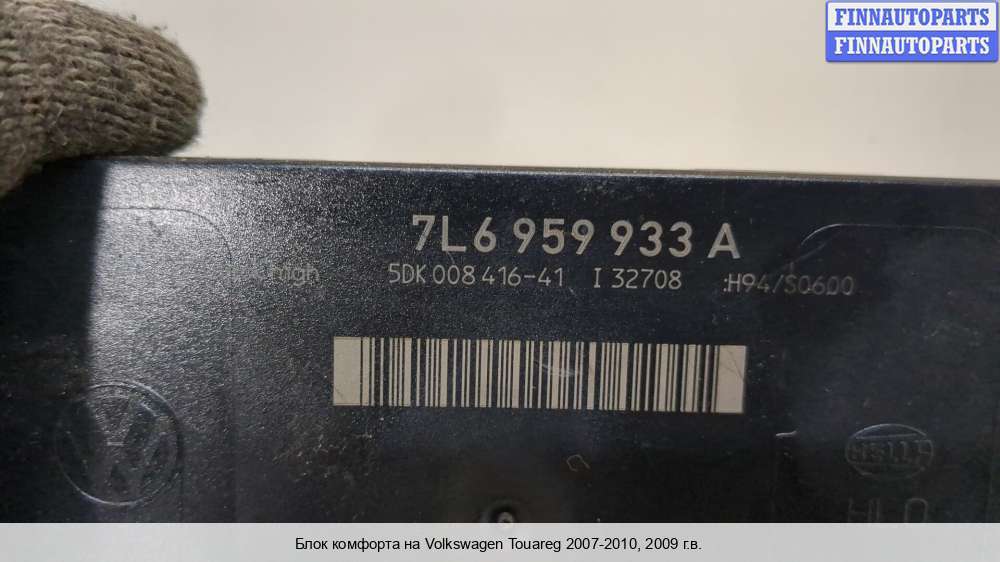 FINNAUTOPARTS
FINNAUTOPARTS
7L6 959 933 A
high
5DK 008 416-41 I 32708 :H94/S0600
HELLA
Блок комфорта на Volkswagen Touareg 2007-2010, 2009 г.в.